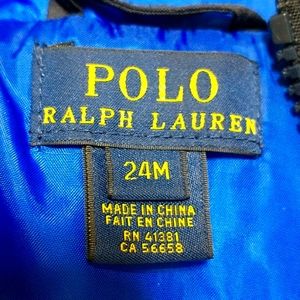 POLO
RALPH LAUREN
24M
MADE IN CHINA
FAIT EN CHINE
RN 41381
CA 56658